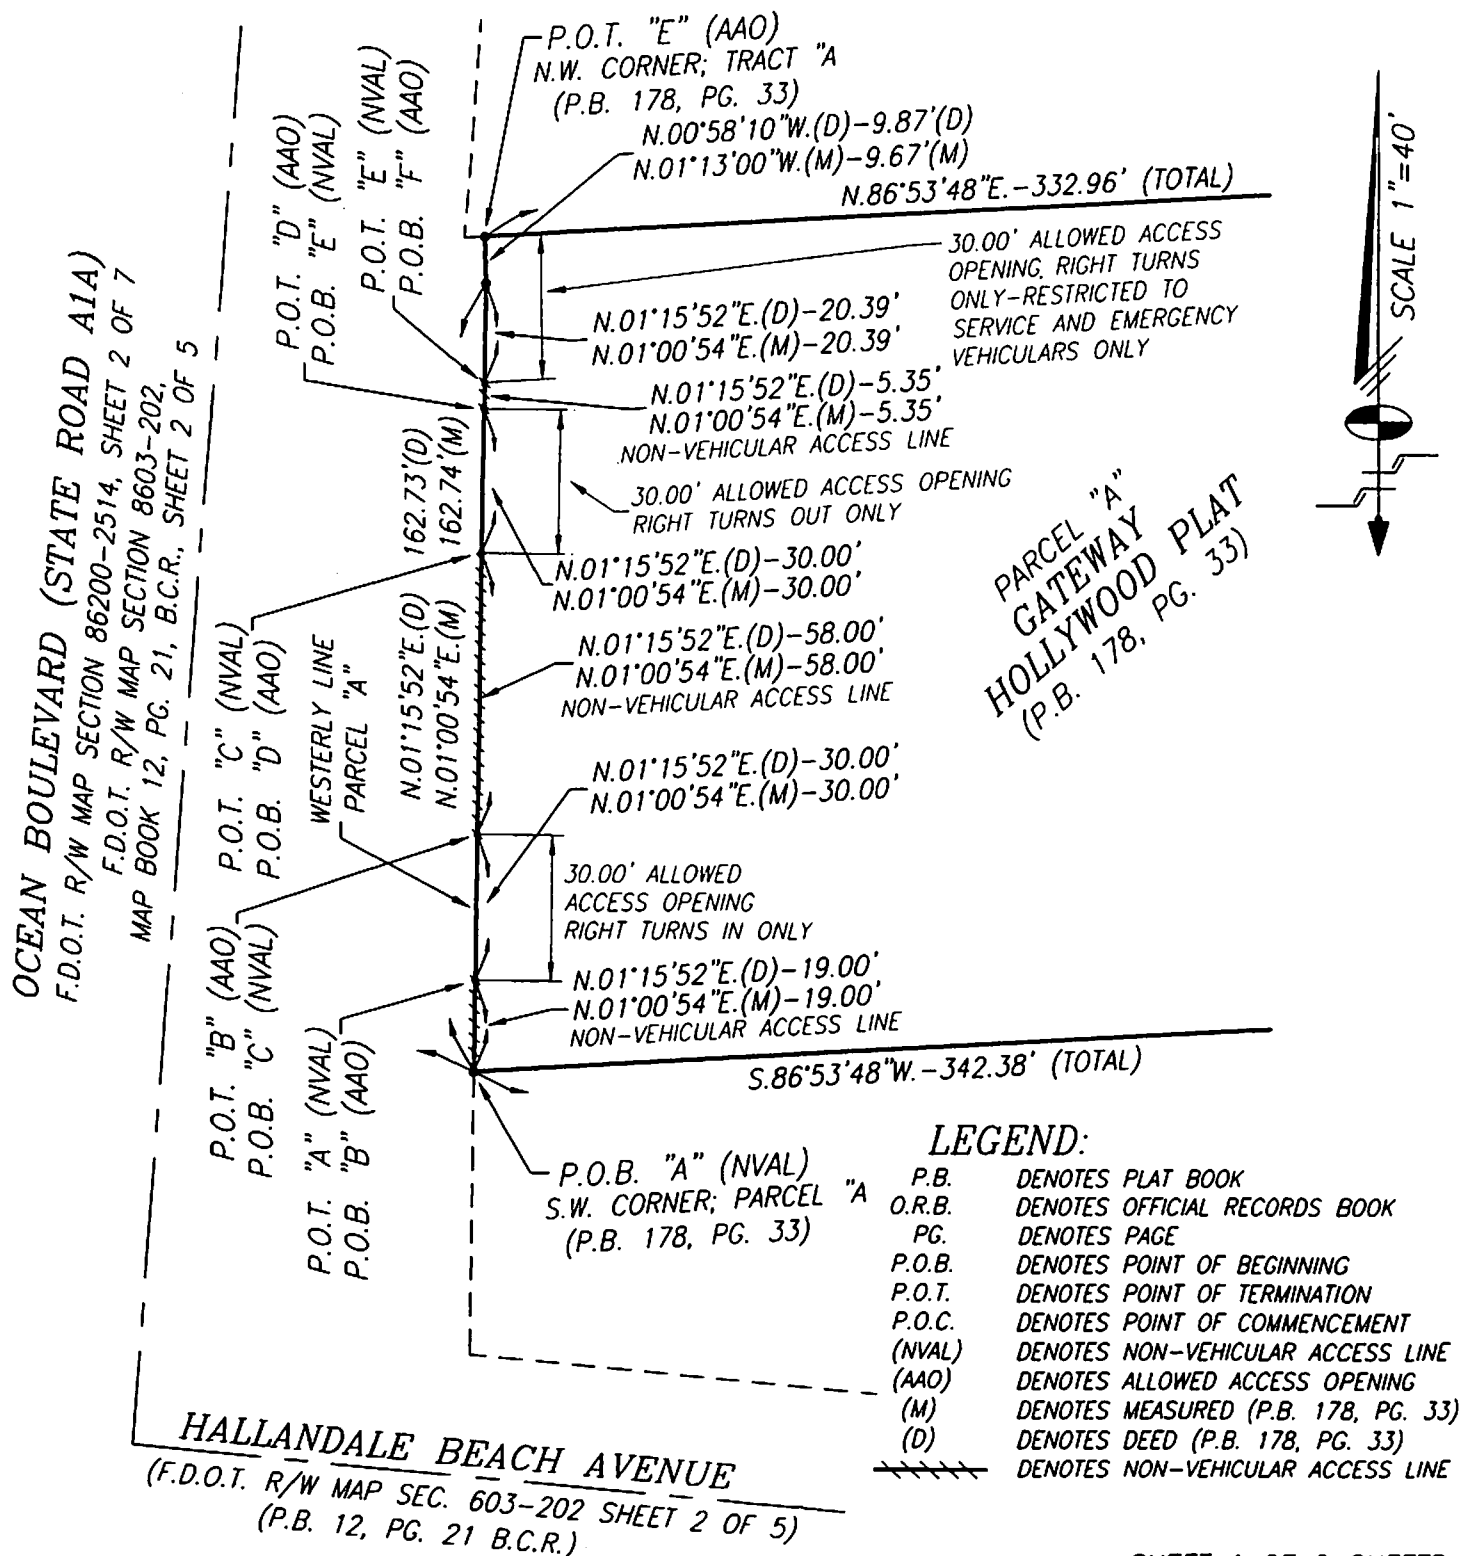 P.O.T. "E" (AAO)
N.W. CORNER; TRACT "A
(P.B. 178, PG. 33)
N.00°58'10"W.(D)-9.87'(D)
N.01°13'00"W.(M)-9.67'(M)
N.86°53'48"E.-332.96' (TOTAL)
SCALE 1"=40'
P.O.T. "D" (AAO)
P.O.B. "E" (NVAL)
P.O.T. "E" (NVAL)
P.O.B. "F" (AAO)
30.00' ALLOWED ACCESS
OPENING, RIGHT TURNS
ONLY-RESTRICTED TO
SERVICE AND EMERGENCY
VEHICULARS ONLY
N.01°15'52"E.(D)-20.39'
N.01°00'54"E.(M)-20.39'
N.01°15'52"E.(D)-5.35'
N.01°00'54"E.(M)-5.35'
NON-VEHICULAR ACCESS LINE
162.73'(D)
162.74'(M)
30.00' ALLOWED ACCESS OPENING
RIGHT TURNS OUT ONLY
N.01°15'52"E.(D)-30.00'
N.01°00'54"E.(M)-30.00'
OCEAN BOULEVARD (STATE ROAD A1A)
F.D.O.T. R/W MAP SECTION 86200-2514, SHEET 2 OF 7
F.D.O.T. R/W MAP SECTION 8603-202,
MAP BOOK 12, PG. 21, B.C.R., SHEET 2 OF 5
PARCEL "A"
GATEWAY
HOLLYWOOD PLAT
(P.B. 178, PG. 33)
N.01°15'52"E.(D)
N.01°00'54"E.(M)
N.01°15'52"E.(D)-58.00'
N.01°00'54"E.(M)-58.00'
NON-VEHICULAR ACCESS LINE
P.O.T. "C" (NVAL)
P.O.B. "D" (AAO)
WESTERLY LINE
PARCEL "A"
N.01°15'52"E.(D)-30.00'
N.01°00'54"E.(M)-30.00'
30.00' ALLOWED
ACCESS OPENING
RIGHT TURNS IN ONLY
P.O.T. "B" (AAO)
P.O.B. "C" (NVAL)
P.O.T. "A" (NVAL)
P.O.B. "B" (AAO)
N.01°15'52"E.(D)-19.00'
N.01°00'54"E.(M)-19.00'
NON-VEHICULAR ACCESS LINE
S.86°53'48"W.-342.38' (TOTAL)
P.O.B. "A" (NVAL)
S.W. CORNER; PARCEL "A
(P.B. 178, PG. 33)
LEGEND:
P.B. DENOTES PLAT BOOK
O.R.B. DENOTES OFFICIAL RECORDS BOOK
PG. DENOTES PAGE
P.O.B. DENOTES POINT OF BEGINNING
P.O.T. DENOTES POINT OF TERMINATION
P.O.C. DENOTES POINT OF COMMENCEMENT
(NVAL) DENOTES NON-VEHICULAR ACCESS LINE
(AAO) DENOTES ALLOWED ACCESS OPENING
(M) DENOTES MEASURED (P.B. 178, PG. 33)
(D) DENOTES DEED (P.B. 178, PG. 33)
DENOTES NON-VEHICULAR ACCESS LINE
HALLANDALE BEACH AVENUE
(F.D.O.T. R/W MAP SEC. 603-202 SHEET 2 OF 5)
(P.B. 12, PG. 21 B.C.R.)